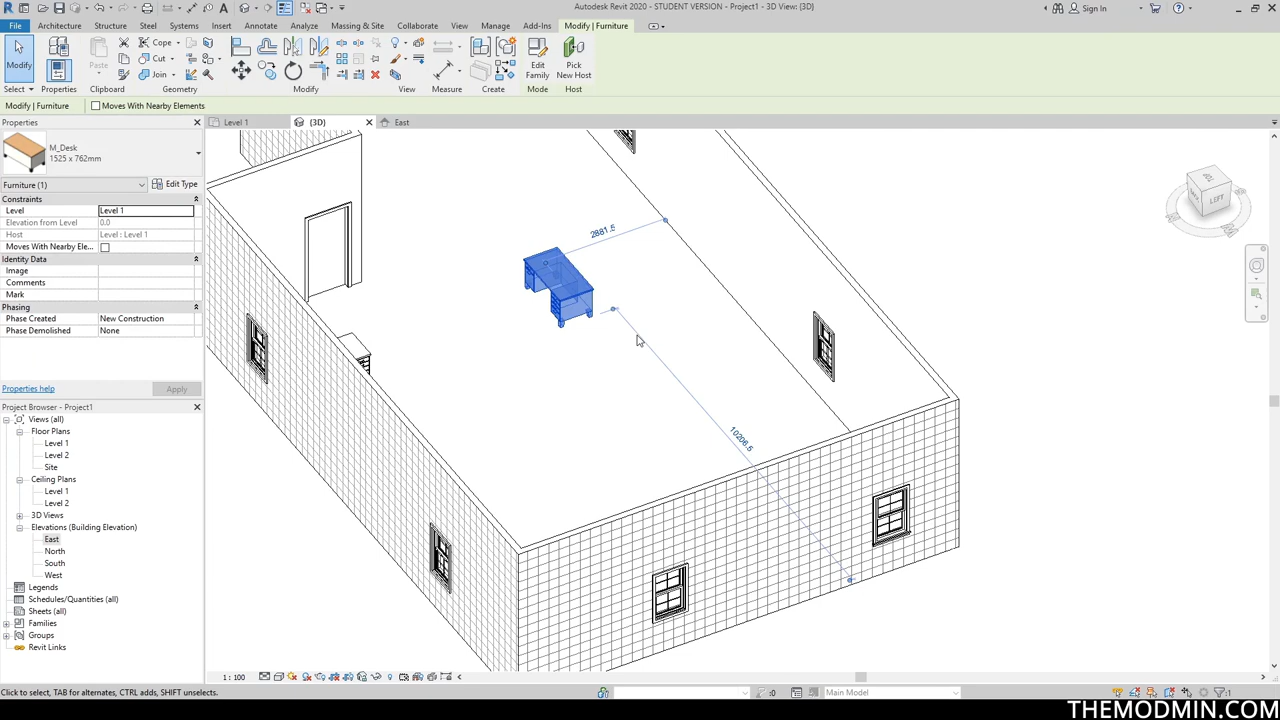 Autodesk Revit 2020 - STUDENT VERSION - Project1 - 3D View: {3D}
Sign In
File Architecture Structure Steel Systems Insert Annotate Analyze Massing & Site Collaborate View Manage Add-Ins Modify | Furniture
Modify
Paste
Cope
Cut
Join
Edit Family
Pick New Host
Select Properties Clipboard Geometry Modify View Measure Create Mode Host
Modify | Furniture Moves With Nearby Elements
Properties
Level 1 {3D} East
M_Desk
1525 x 762mm
Furniture (1) Edit Type
Constraints
Level Level 1
Elevation from Level 0.0
Host Level : Level 1
Moves With Nearby Ele...
Identity Data
Image
Comments
Mark
Phasing
Phase Created New Construction
Phase Demolished None
Properties help Apply
Project Browser - Project1
Views (all)
Floor Plans
Level 1
Level 2
Site
Ceiling Plans
Level 1
Level 2
3D Views
Elevations (Building Elevation)
East
North
South
West
Legends
Schedules/Quantities (all)
Sheets (all)
Families
Groups
Revit Links
2881.5
10206.5
LEFT
1 : 100
Click to select, TAB for alternates, CTRL adds, SHIFT unselects.
:0
Main Model
:1
THEMODMIN.COM